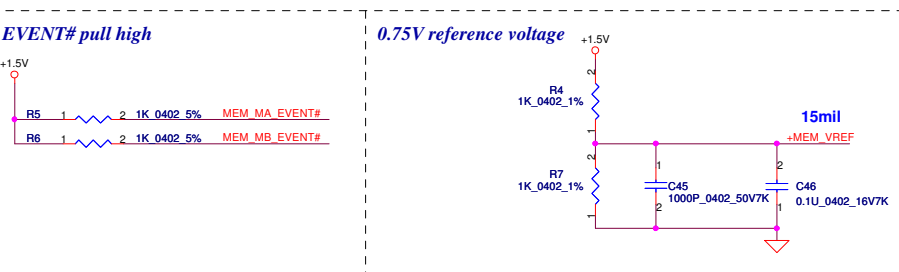 EVENT# pull high
+1.5V
R5 1 2 1K_0402_5% MEM_MA_EVENT#
R6 1 2 1K_0402_5% MEM_MB_EVENT#
0.75V reference voltage
+1.5V
2
R4
1K_0402_1%
1
15mil
+MEM_VREF
2
R7
1K_0402_1%
1
1
C45
1000P_0402_50V7K
2
2
C46
0.1U_0402_16V7K
1